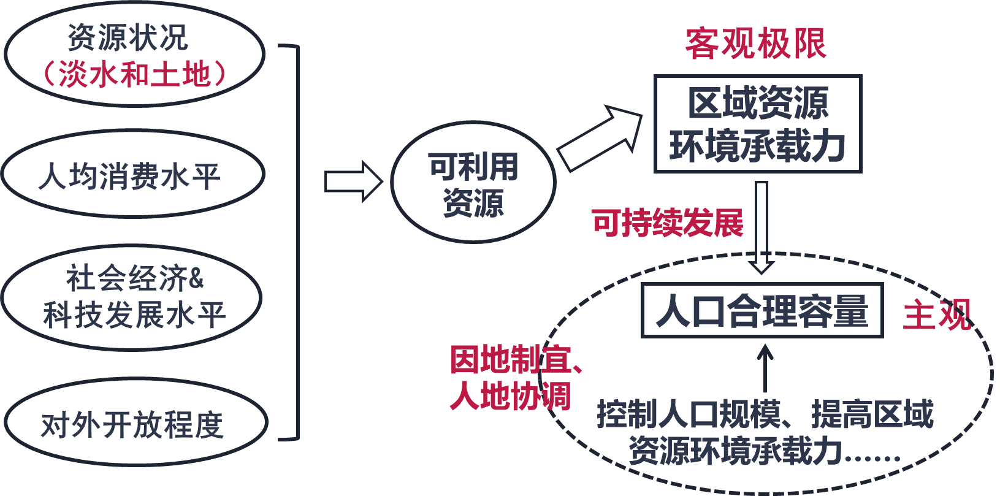 资源状况
（淡水和土地）
人均消费水平
社会经济&
科技发展水平
对外开放程度
可利用
资源
客观极限
区域资源
环境承载力
可持续发展
人口合理容量
主观
因地制宜、
人地协调
控制人口规模、提高区域
资源环境承载力……